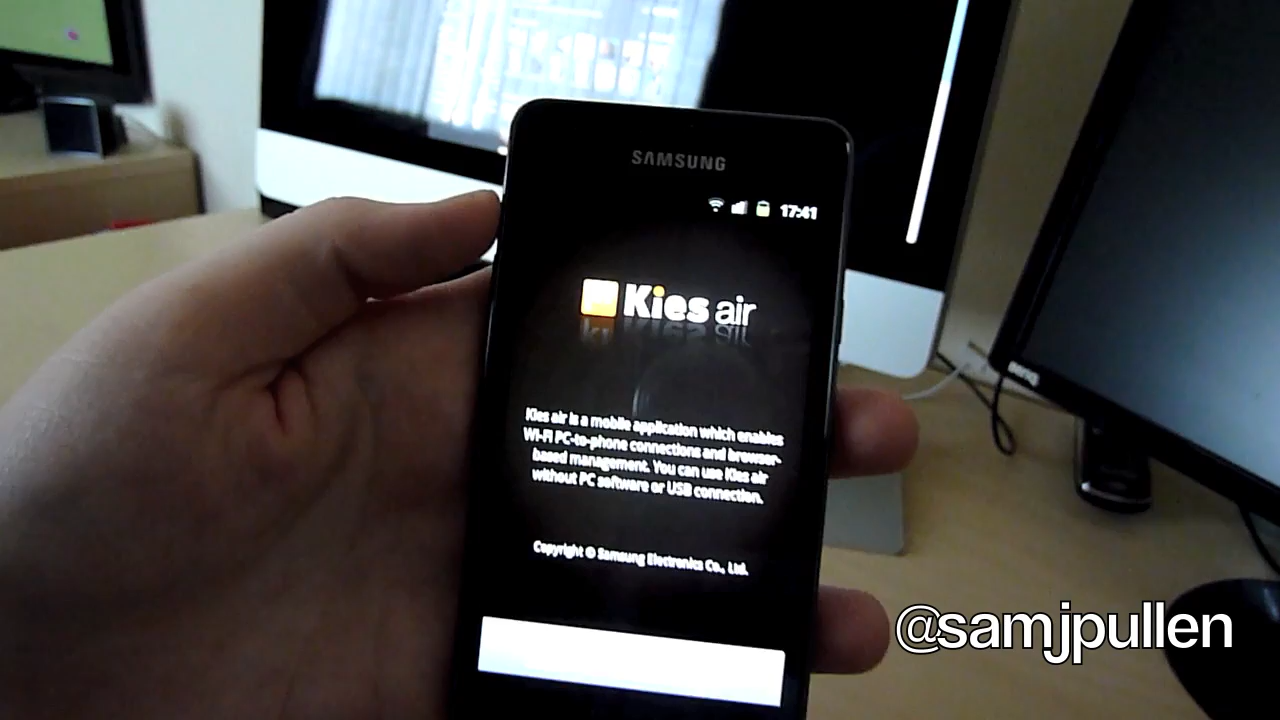 SAMSUNG
17:41
Kies air
Kies air is a mobile application which enables
Wi-Fi PC-to-phone connections and browser-
based management. You can use Kies air
without PC software or USB connection.
Copyright © Samsung Electronics Co., Ltd.
BenQ
@samjpullen